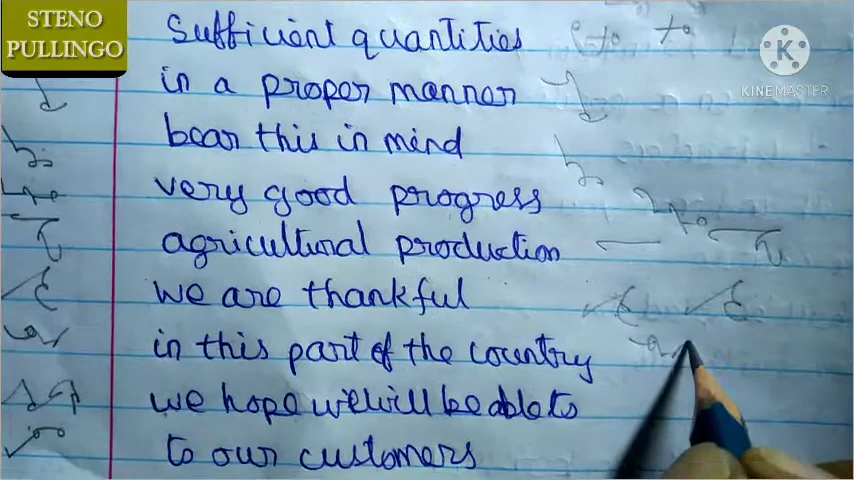 STENO
PULLINGO
KINEMASTER
Sufficient quantities
in a proper manner
bear this in mind
very good progress
agricultural production
we are thankful
in this part of the country
we hope we will be able to
to our customers